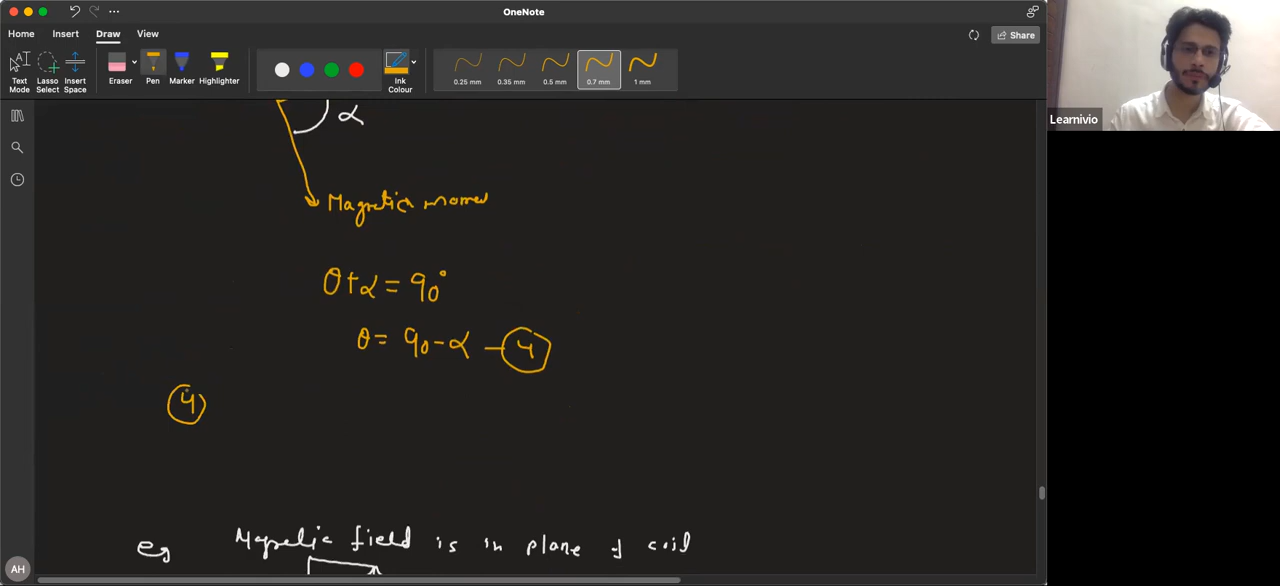 OneNote
Home Insert Draw View
Share
Text Mode Lasso Select Insert Space Eraser Pen Marker Highlighter Ink Colour 0.25 mm 0.35 mm 0.5 mm 0.7 mm 1 mm
Learnivio
α
Magnetic
θ+α = 90°
θ = 90-α — 4
4
eg Magnetic field is in plane of coil
AH